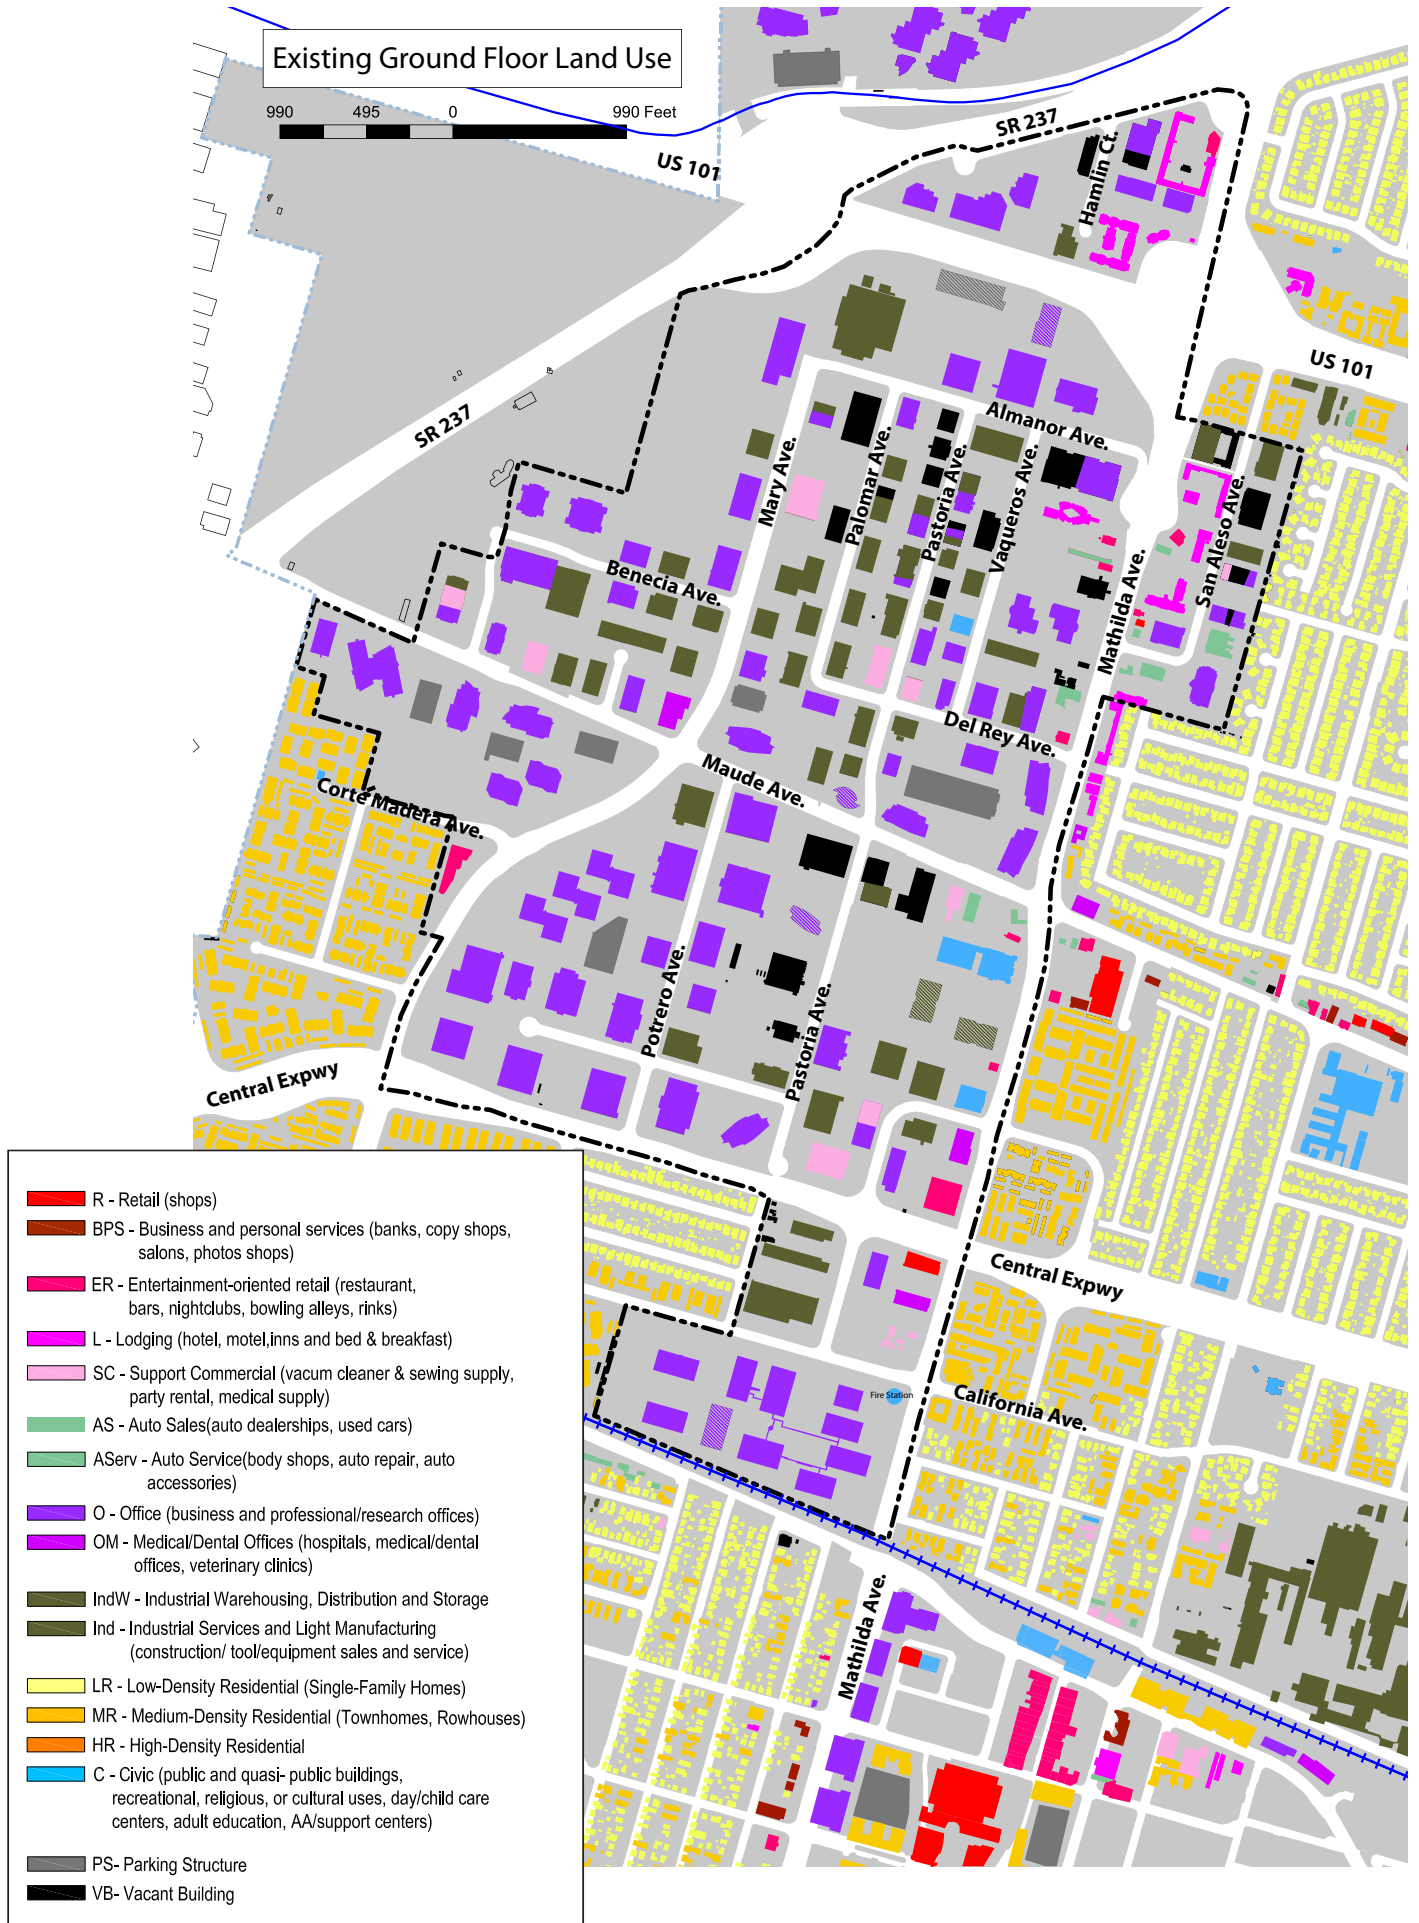 Existing Ground Floor Land Use
990 495 0 990 Feet
SR 237
US 101
Hamlin Ct.
US 101
SR 237
Almanor Ave.
Mary Ave.
Palomar Ave.
Pastoria Ave.
Vaqueros Ave.
San Aleso Ave.
Mathilda Ave.
Benecia Ave.
Del Rey Ave.
Maude Ave.
Corte Madera Ave.
Potrero Ave.
Pastoria Ave.
Central Expwy
Central Expwy
Fire Station
California Ave.
Mathilda Ave.
R - Retail (shops)
BPS - Business and personal services (banks, copy shops,
salons, photos shops)
ER - Entertainment-oriented retail (restaurant,
bars, nightclubs, bowling alleys, rinks)
L - Lodging (hotel, motel,inns and bed & breakfast)
SC - Support Commercial (vacum cleaner & sewing supply,
party rental, medical supply)
AS - Auto Sales(auto dealerships, used cars)
AServ - Auto Service(body shops, auto repair, auto
accessories)
O - Office (business and professional/research offices)
OM - Medical/Dental Offices (hospitals, medical/dental
offices, veterinary clinics)
IndW - Industrial Warehousing, Distribution and Storage
Ind - Industrial Services and Light Manufacturing
(construction/ tool/equipment sales and service)
LR - Low-Density Residential (Single-Family Homes)
MR - Medium-Density Residential (Townhomes, Rowhouses)
HR - High-Density Residential
C - Civic (public and quasi- public buildings,
recreational, religious, or cultural uses, day/child care
centers, adult education, AA/support centers)
PS- Parking Structure
VB- Vacant Building